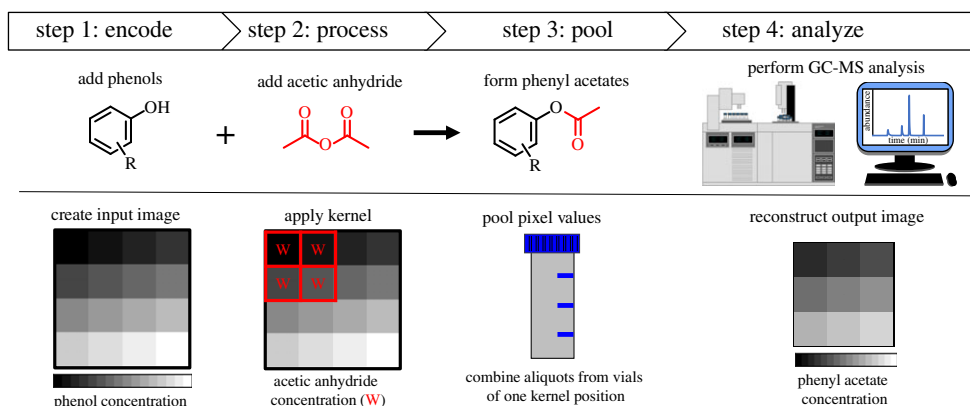 step 1: encode
step 2: process
step 3: pool
step 4: analyze
add phenols
OH
R
+
add acetic anhydride
O O
O
form phenyl acetates
O
O
R
perform GC-MS analysis
abundance
time (min)
create input image
phenol concentration
apply kernel
W W
W W
acetic anhydride
concentration (W)
pool pixel values
combine aliquots from vials
of one kernel position
reconstruct output image
phenyl acetate
concentration